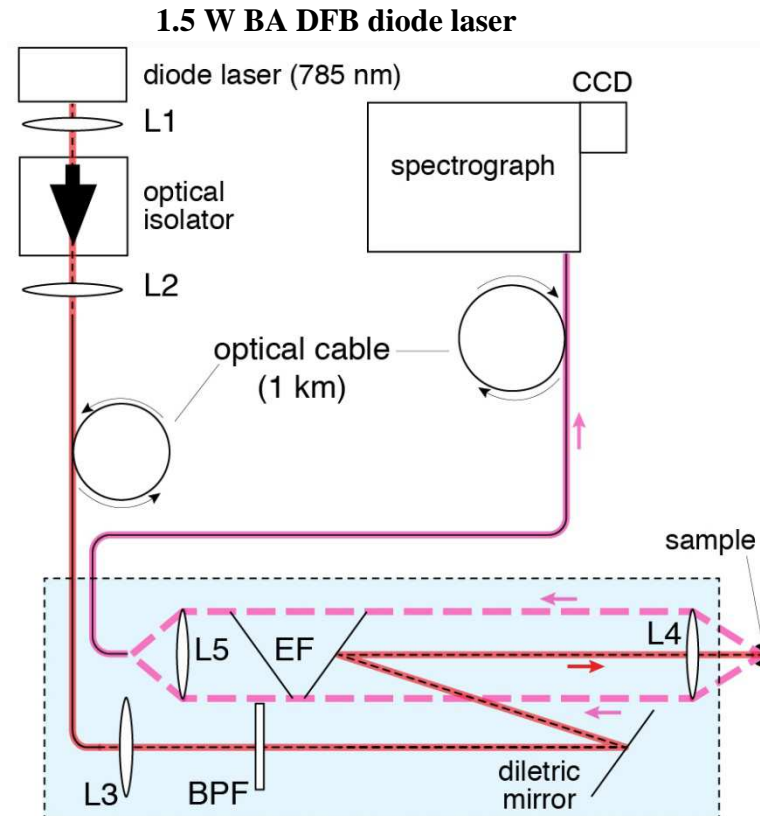 1.5 W BA DFB diode laser
diode laser (785 nm)
CCD
L1
spectrograph
optical
isolator
L2
optical cable
(1 km)
sample
L5
EF
L4
L3
BPF
diletric
mirror